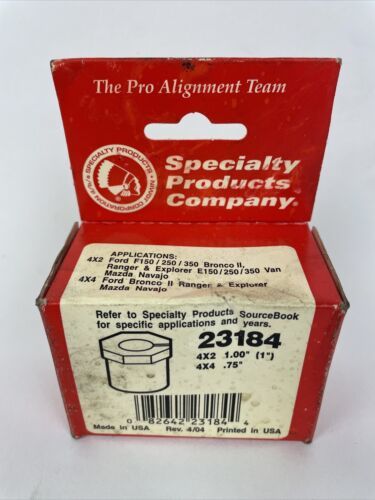 The Pro Alignment Team
SPECIALTY PRODUCTS
Specialty
Products
Company.
APPLICATIONS:
4X2 Ford F150/250/350 Bronco II,
Ranger & Explorer E150/250/350 Van
Mazda Navajo
4X4 Ford Bronco II Ranger & Explorer
Mazda Navajo
Refer to Specialty Products SourceBook
for specific applications and years.
23184
4X2 1.00" (1")
4X4 .75"
0 82642 23184 4
Made in USA Rev. 4/04 Printed in USA